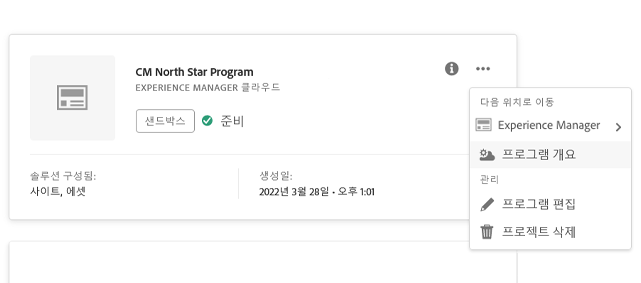 CM North Star Program
EXPERIENCE MANAGER 클라우드
샌드박스
준비
솔루션 구성됨:
사이트, 에셋
생성일:
2022년 3월 28일 • 오후 1:01
다음 위치로 이동
Experience Manager
프로그램 개요
관리
프로그램 편집
프로젝트 삭제